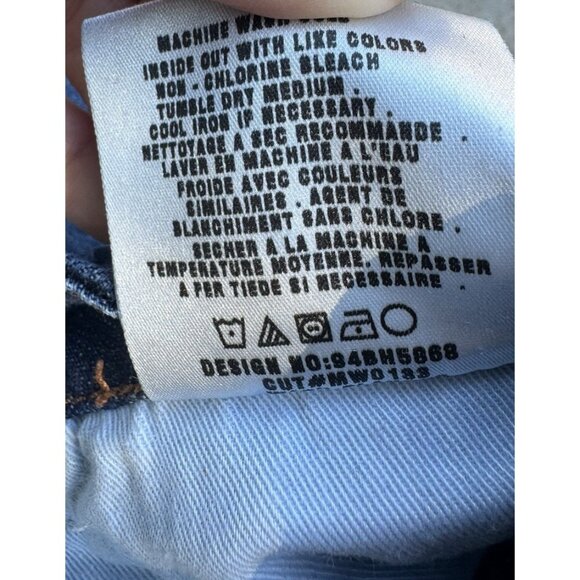 MACHINE WASH COLD
INSIDE OUT WITH LIKE COLORS
NON - CHLORINE BLEACH
TUMBLE DRY MEDIUM .
COOL IRON IF NECESSARY .
NETTOYAGE A SEC RECOMMANDE .
LAVER EN MACHINE A L'EAU
FROIDE AVEC COULEURS
SIMILAIRES . AGENT DE
BLANCHIMENT SANS CHLORE .
SECHER A LA MACHINE A
TEMPERATURE MOYENNE. REPASSER
A FER TIEDE SI NECESSAIRE
DESIGN NO:94BH5868
CUT#MW0133